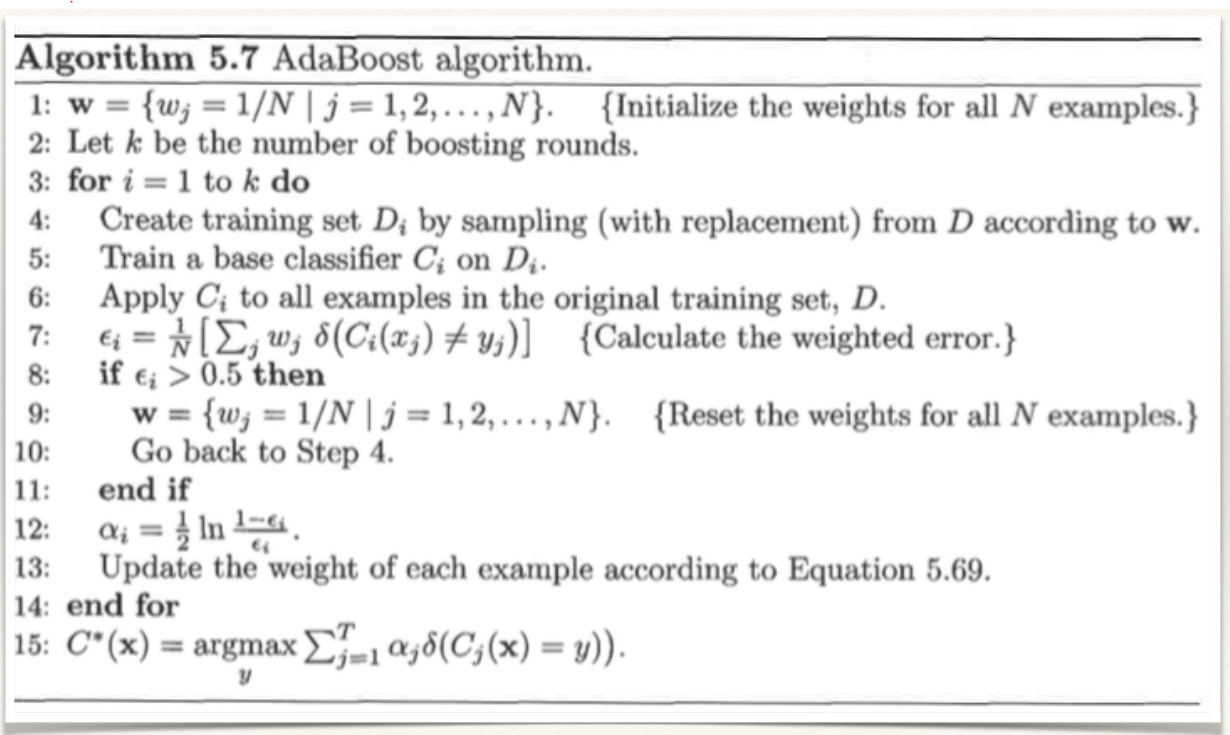 Algorithm 5.7 AdaBoost algorithm.
1: w = {w_j = 1/N | j = 1, 2, ..., N}. {Initialize the weights for all N examples.}
2: Let k be the number of boosting rounds.
3: for i = 1 to k do
4: Create training set D_i by sampling (with replacement) from D according to w.
5: Train a base classifier C_i on D_i.
6: Apply C_i to all examples in the original training set, D.
7: ϵ_i = 1/N [∑_j w_j δ(C_i(x_j) ≠ y_j)] {Calculate the weighted error.}
8: if ϵ_i > 0.5 then
9: w = {w_j = 1/N | j = 1, 2, ..., N}. {Reset the weights for all N examples.}
10: Go back to Step 4.
11: end if
12: α_i = 1/2 ln (1−ϵ_i)/ϵ_i.
13: Update the weight of each example according to Equation 5.69.
14: end for
15: C*(x) = argmax_y ∑_{j=1}^T α_j δ(C_j(x) = y)).